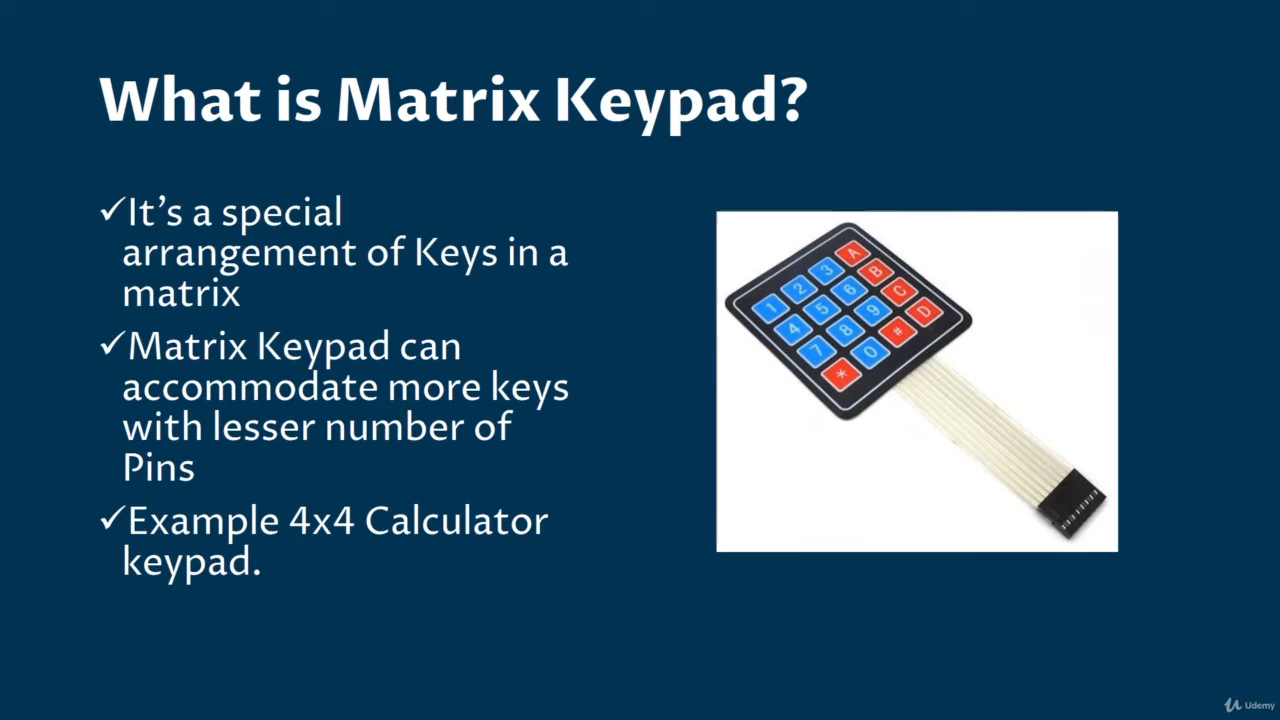 What is Matrix Keypad?
✓It's a special
arrangement of Keys in a
matrix
✓Matrix Keypad can
accommodate more keys
with lesser number of
Pins
✓Example 4x4 Calculator
keypad.
1 2 3 A
4 5 6 B
7 8 9 C
* 0 # D
Udemy